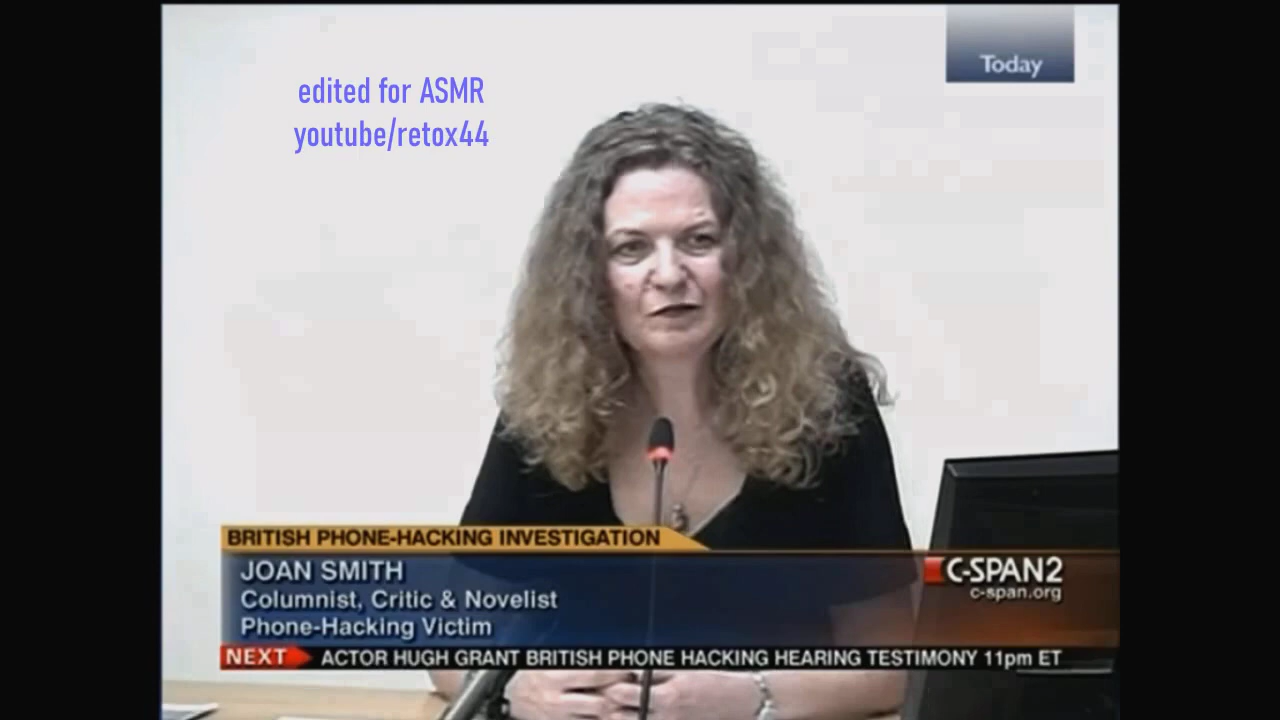 Today
edited for ASMR
youtube/retox44
BRITISH PHONE-HACKING INVESTIGATION
JOAN SMITH
Columnist, Critic & Novelist
Phone-Hacking Victim
C-SPAN2
c-span.org
NEXT ACTOR HUGH GRANT BRITISH PHONE HACKING HEARING TESTIMONY 11pm ET